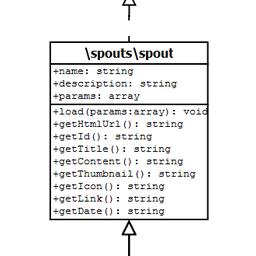 \spouts\spout
+name: string
+description: string
+params: array
+load(params:array): void
+getHtmlUrl(): string
+getId(): string
+getTitle(): string
+getContent(): string
+getThumbnail(): string
+getIcon(): string
+getLink(): string
+getDate(): string